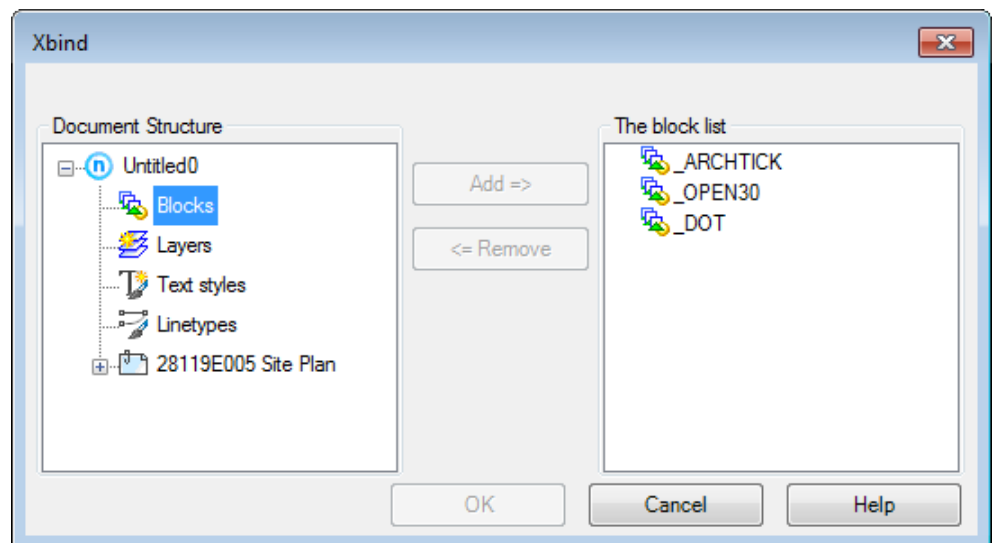 Xbind
Document Structure
Untitled0
Blocks
Layers
Text styles
Linetypes
28119E005 Site Plan
Add =>
<= Remove
The block list
_ARCHTICK
_OPEN30
_DOT
OK
Cancel
Help